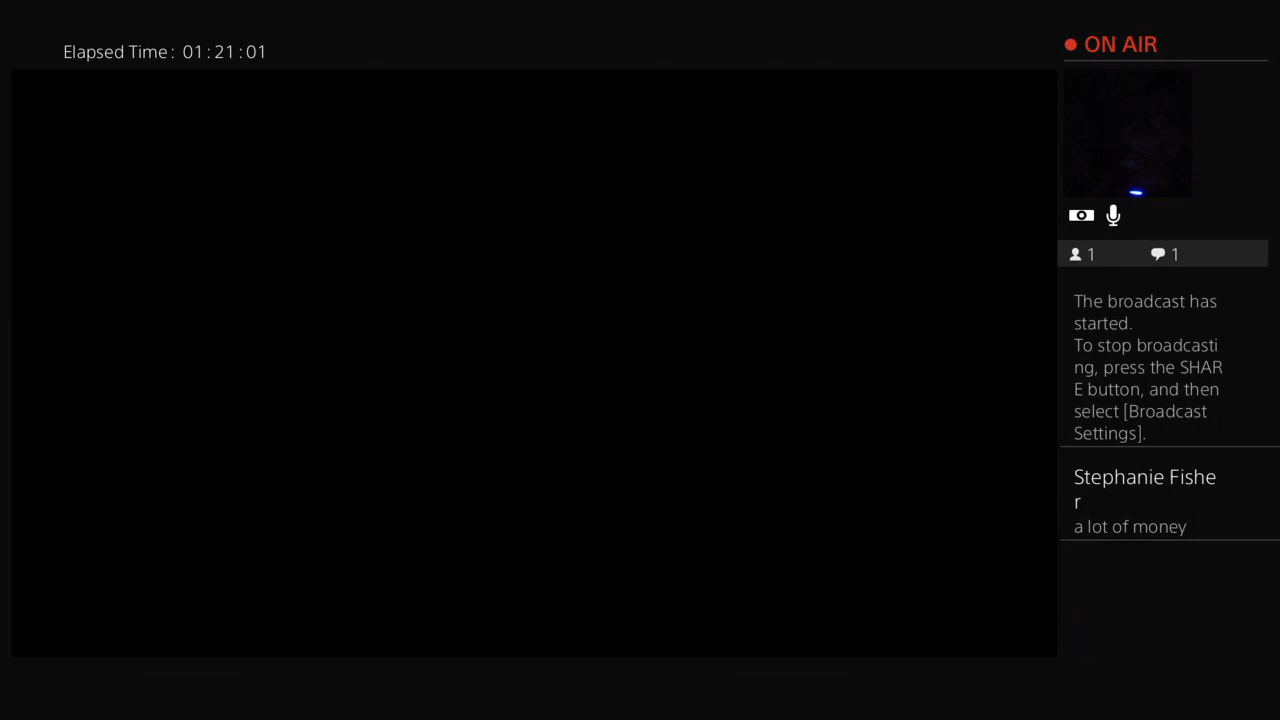 Elapsed Time: 01:21:01
ON AIR
1 1
The broadcast has
started.
To stop broadcasti
ng, press the SHAR
E button, and then
select [Broadcast
Settings].
Stephanie Fishe
r
a lot of money